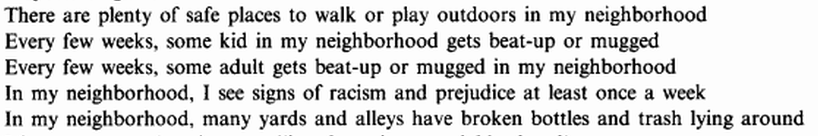 There are plenty of safe places to walk or play outdoors in my neighborhood
Every few weeks, some kid in my neighborhood gets beat-up or mugged
Every few weeks, some adult gets beat-up or mugged in my neighborhood
In my neighborhood, I see signs of racism and prejudice at least once a week
In my neighborhood, many yards and alleys have broken bottles and trash lying around